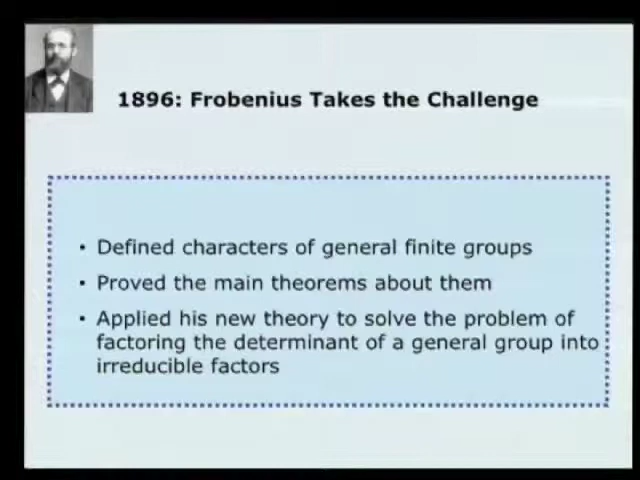 1896: Frobenius Takes the Challenge
• Defined characters of general finite groups
• Proved the main theorems about them
• Applied his new theory to solve the problem of
factoring the determinant of a general group into
irreducible factors